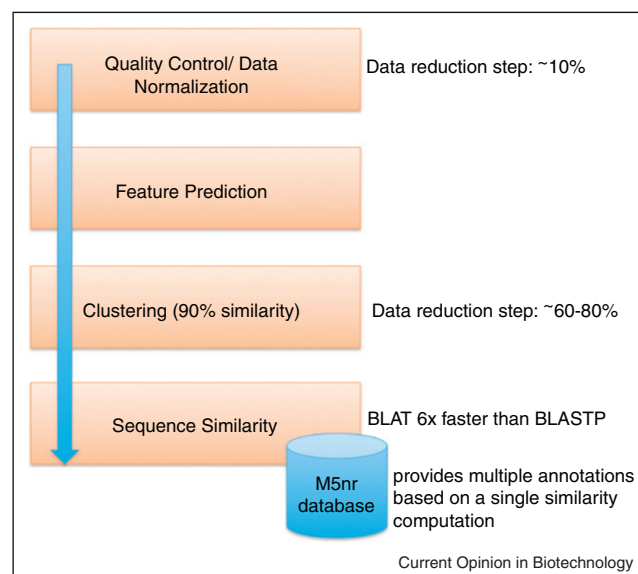 Quality Control/ Data
Normalization
Data reduction step: ~10%
Feature Prediction
Clustering (90% similarity)
Data reduction step: ~60-80%
Sequence Similarity
BLAT 6x faster than BLASTP
M5nr
database
provides multiple annotations
based on a single similarity
computation
Current Opinion in Biotechnology